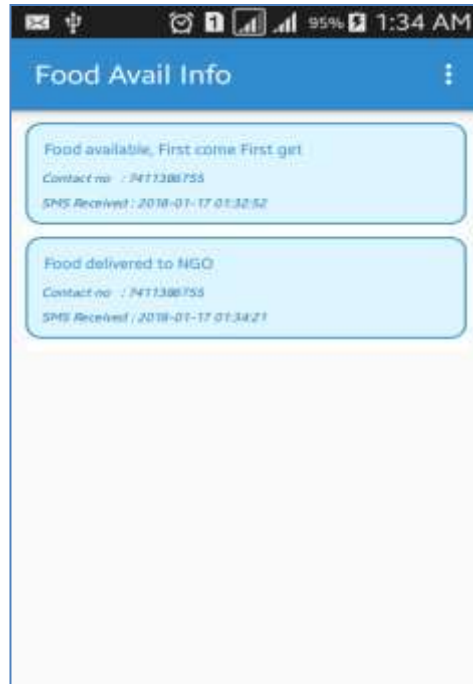 1 95% 1:34 AM
Food Avail Info
Food available, First come First get
Contact no : 7411386755
SMS Received : 2018-01-17 01:32:52
Food delivered to NGO
Contact no : 7411386755
SMS Received : 2018-01-17 01:34:21